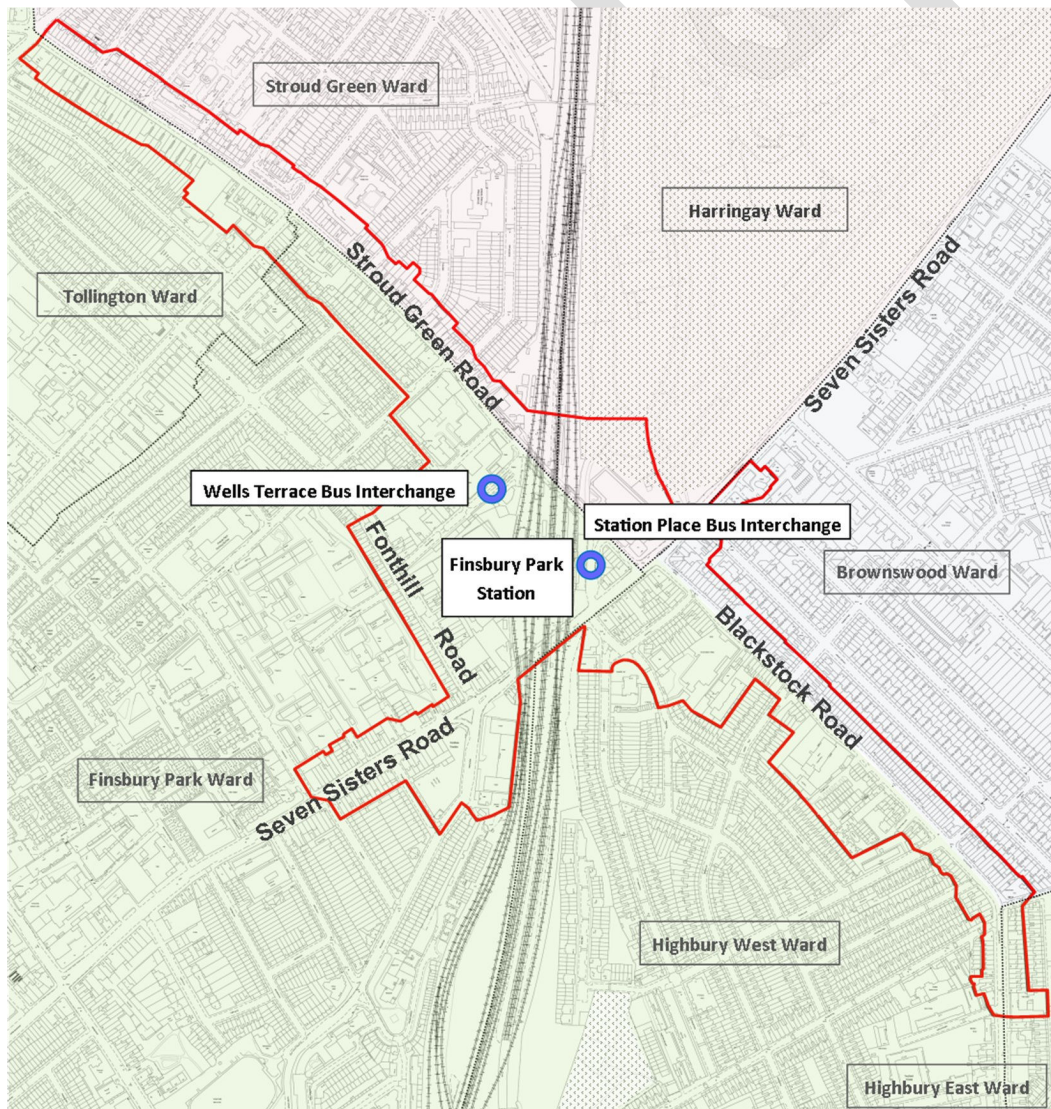 Stroud Green Ward
Harringay Ward
Tollington Ward
Stroud Green Road
Seven Sisters Road
Wells Terrace Bus Interchange
Station Place Bus Interchange
Fonthill
Road
Finsbury Park
Station
Brownswood Ward
Blackstock Road
Finsbury Park Ward
Seven Sisters Road
Highbury West Ward
Highbury East Ward